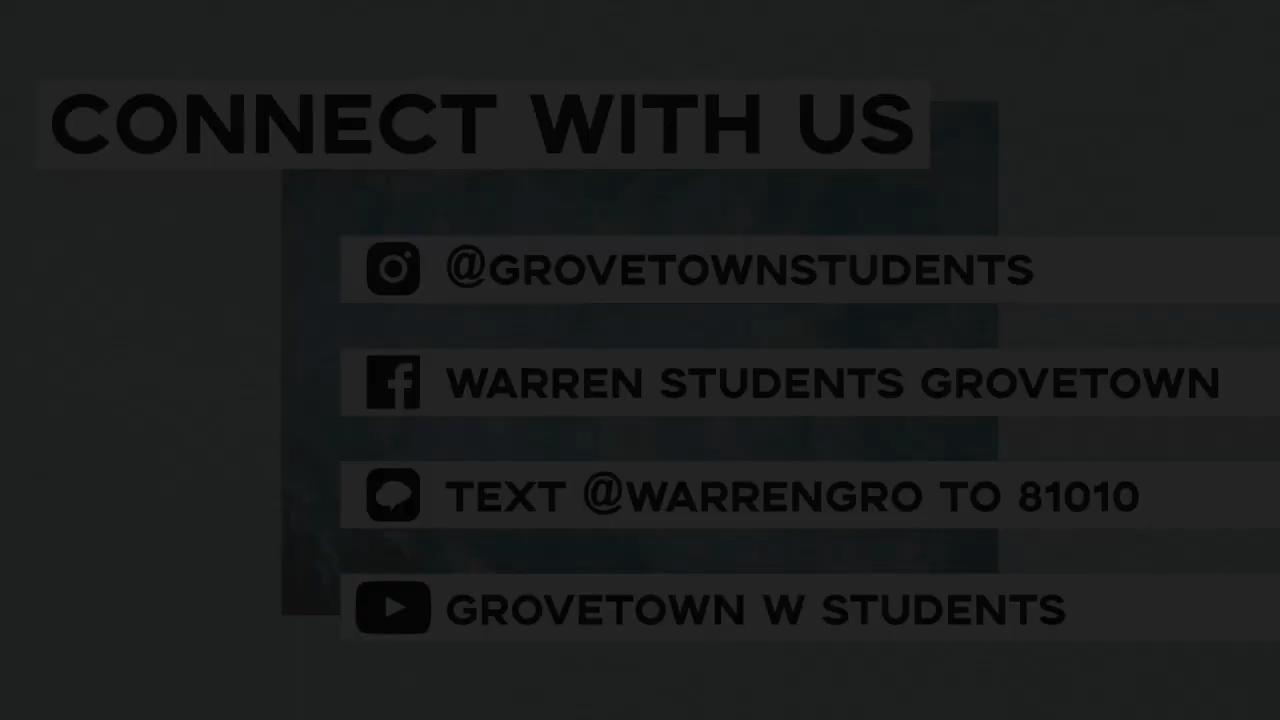 CONNECT WITH US
@GROVETOWNSTUDENTS
WARREN STUDENTS GROVETOWN
TEXT @WARRENGRO TO 81010
GROVETOWN W STUDENTS